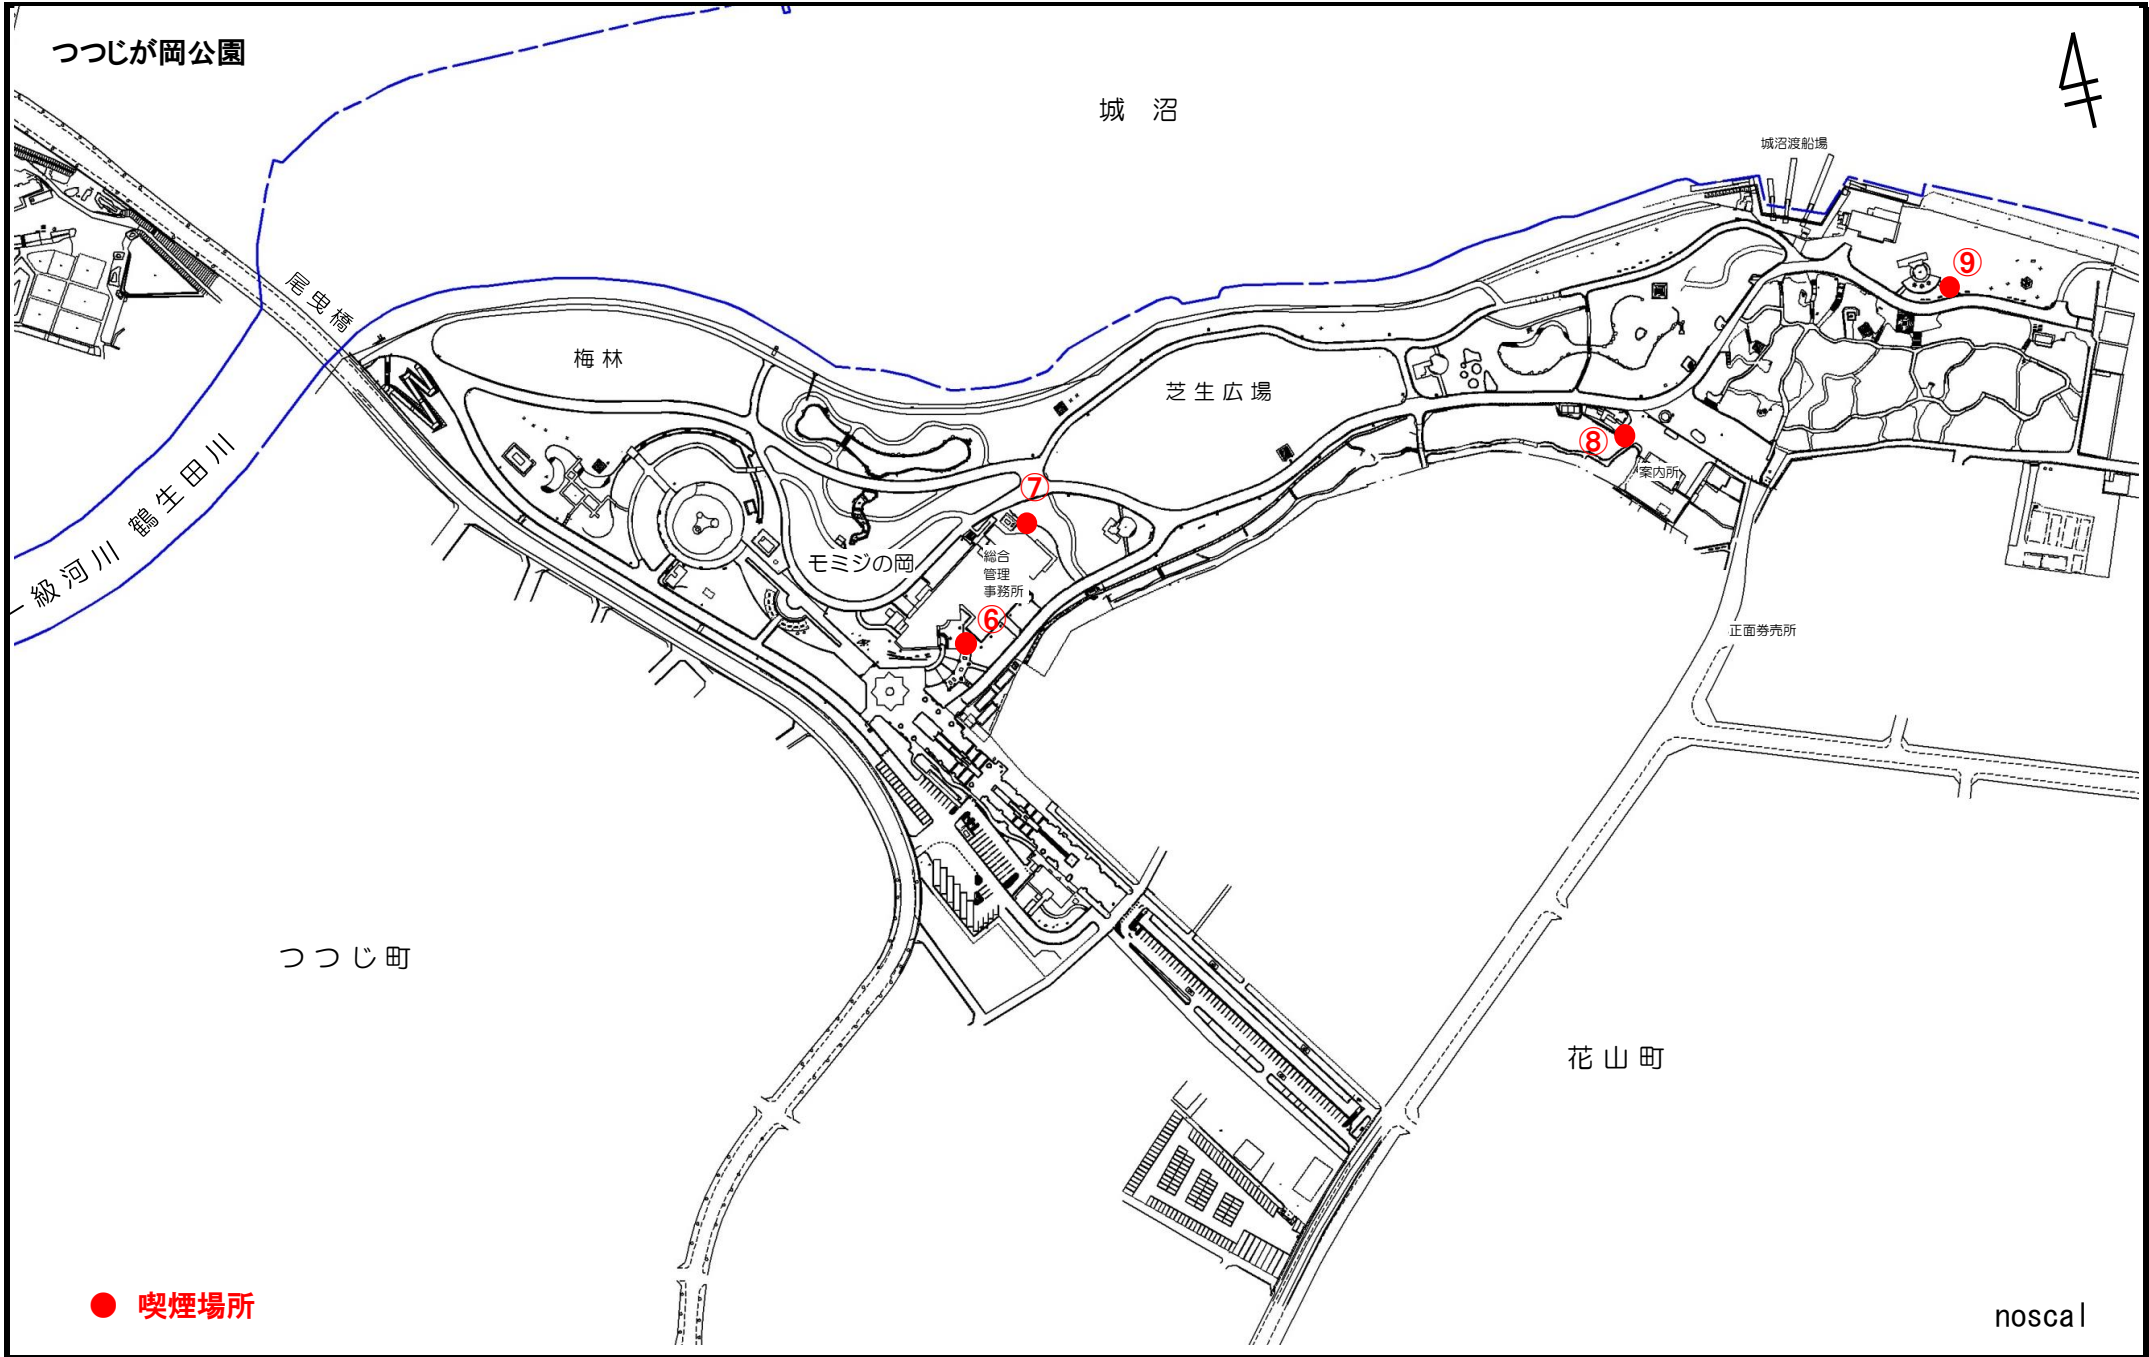 つつじが岡公園
城沼
城沼渡船場
⑨
尾曳橋
梅林
芝生広場
⑧
案内所
一級河川 鶴生田川
⑦
モミジの岡
総合
管理
事務所
⑥
正面券売所
つつじ町
花山町
喫煙場所
noscal